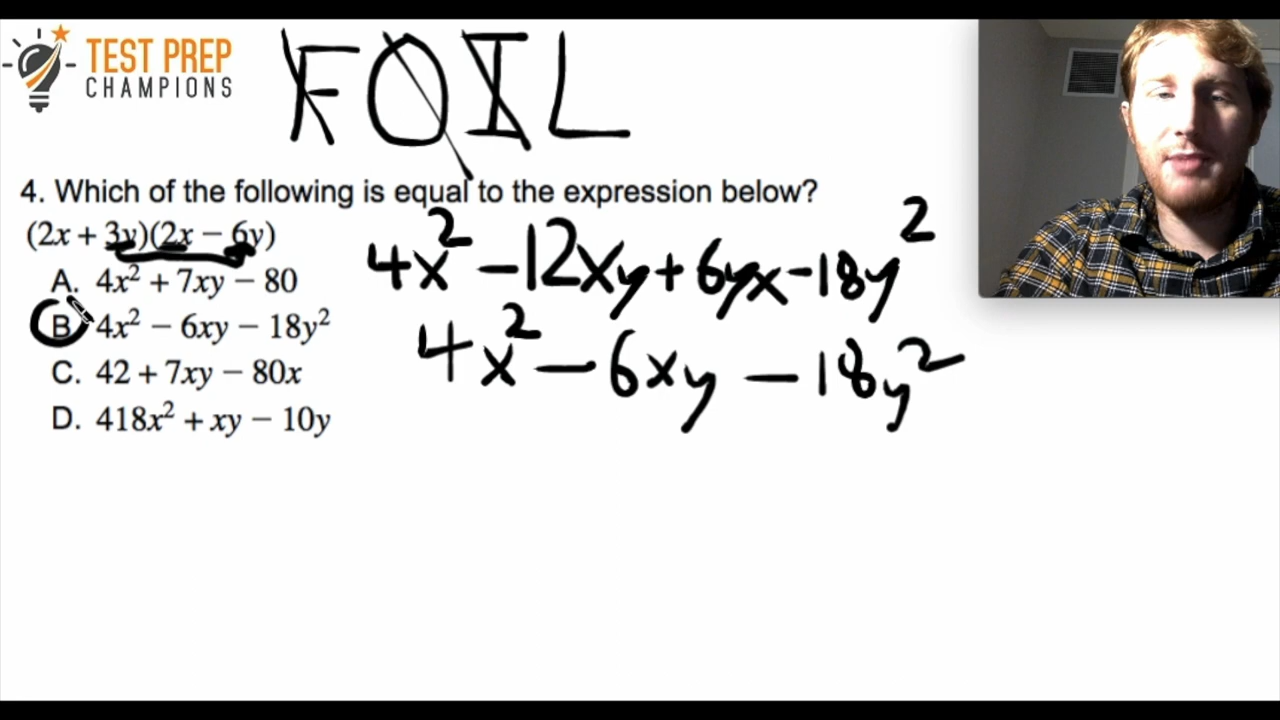 TEST PREP
CHAMPIONS
FOIL
4. Which of the following is equal to the expression below?
(2x + 3y)(2x − 6y)
4x² − 12xy + 6yx − 18y²
A. 4x² + 7xy − 80
B. 4x² − 6xy − 18y²
4x² − 6xy − 18y²
C. 42 + 7xy − 80x
D. 418x² + xy − 10y